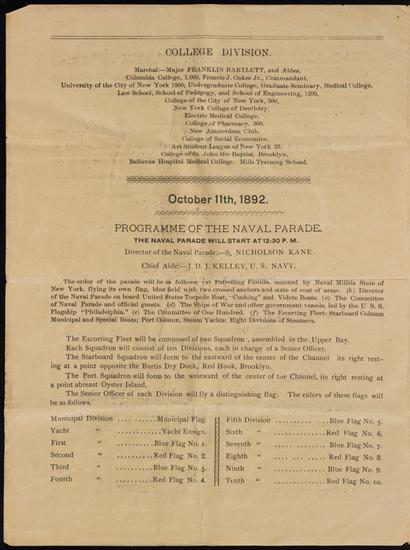 COLLEGE DIVISION.
Marshal:—Major FRANKLIN BARTLETT, and Aides,
Columbia College, 1,000, Francis J. Oakes Jr., Commandant,
University of the City of New York 1200; Undergraduate College, Graduate Seminary, Medical College,
Law School, School of Pedagogy, and School of Engineering, 1200.
College of the City of New York, 500,
New York College of Dentistry,
Electric Medical College.
College of Pharmacy, 300.
New Amsterdam Club.
College of Social Economics.
Art Student League of New York 25.
College of St. John the Baptist, Brooklyn,
Bellevue Hospital Medical College. Mills Training School.
October 11th, 1892.
PROGRAMME OF THE NAVAL PARADE.
THE NAVAL PARADE WILL START AT 12:30 P. M.
Director of the Naval Parade:—S. NICHOLSON KANE.
Chief Aide:—J. D. J. KELLEY, U. S. NAVY.
The order of the parade will be as follows: (a) Patrolling Flotilla, manned by Naval Militia State of
New York, flying its own flag, blue field with two crossed anchors and state of coat of arms. (b) Director
of the Naval Parade on board United States Torpedo Boat, "Cushing" and Vidette Boats. (c) The Committee
of Naval Parade and official guests. (d) The Ships of War and other government vessels, led by the U. S. S.
Flagship "Philadelphia." (e) The Committee of One Hundred. (f) The Escorting Fleet: Starboard Column
Municipal and Special Boats; Port Column, Steam Yachts; Eight Divisions of Steamers.
The Escorting Fleet will be composed of two Squadron, assembled in the Upper Bay.
Each Squadron will consist of ten Divisions, each in charge of a Senior Officer.
The Starboard Squadron will form to the eastward of the center of the Channel its right rest-
ing at a point opposite the Burtis Dry Dock, Red Hook, Brooklyn.
The Port Squadron will form to the westward of the center of the Channel, its right resting at
a point abreast Oyster Island.
The Senior Officer of each Division will fly a distinguishing flag. The colors of these flags will
be as follows.
Municipal Division .......... Municipal Flag.
Yacht " .......... Yacht Ensign.
First " .......... Blue Flag No. 1.
Second " .......... Red Flag No. 2.
Third " .......... Blue Flag No. 3.
Fourth " .......... Red Flag No. 4.
Fifth Division .......... Blue Flag No. 5.
Sixth " .......... Red Flag No. 6,
Seventh " .......... Blue Flag No. 7.
Eighth " .......... Red Flag No. 8.
Ninth " .......... Blue Flag No. 9.
Tenth " .......... Red Flag No. 10.